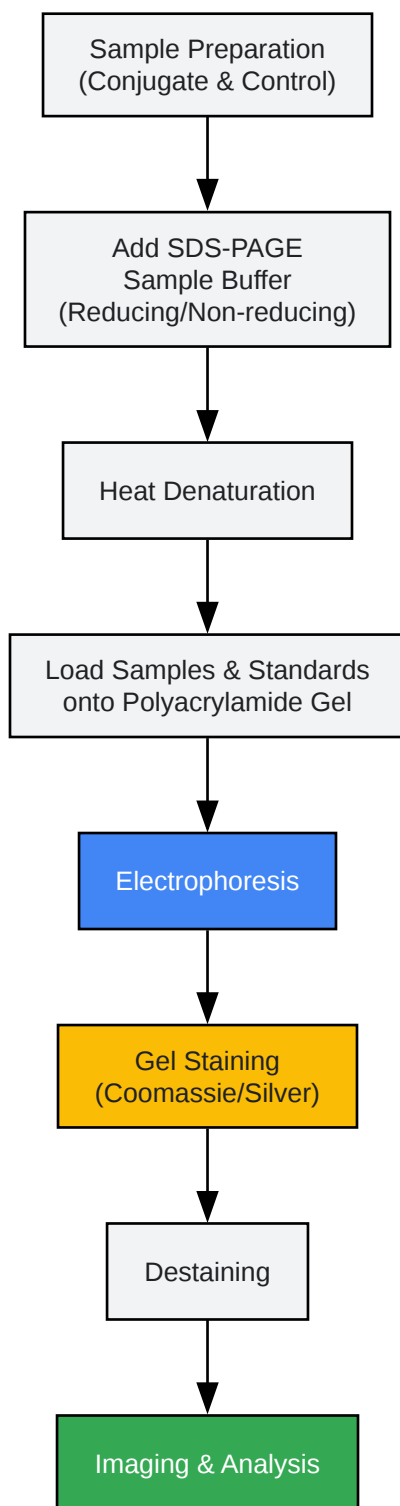 Sample Preparation
(Conjugate & Control)
Add SDS-PAGE
Sample Buffer
(Reducing/Non-reducing)
Heat Denaturation
Load Samples & Standards
onto Polyacrylamide Gel
Electrophoresis
Gel Staining
(Coomassie/Silver)
Destaining
Imaging & Analysis